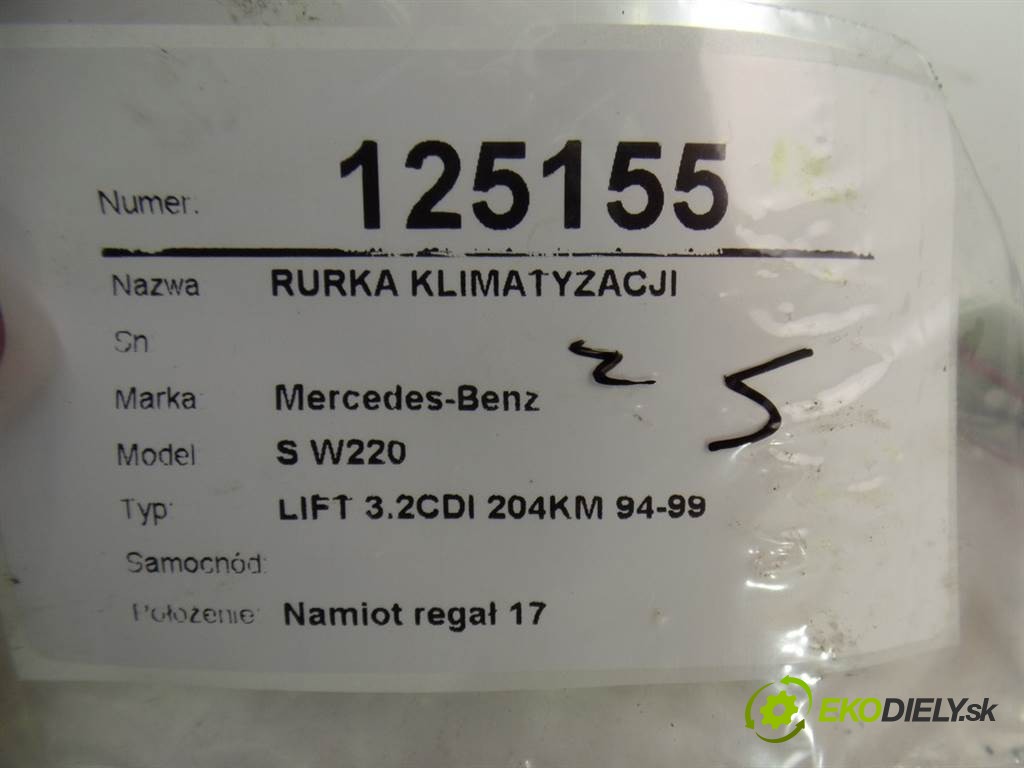 Numer: 125155
Nazwa RURKA KLIMATYZACJI
Sn
Marka Mercedes-Benz
Model S W220
Typ: LIFT 3.2CDI 204KM 94-99
Samochód:
Położenie: Namiot regał 17
EKODIELY.sk